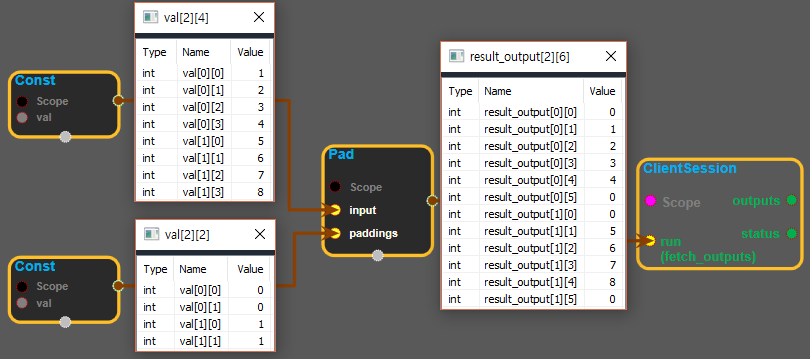 val[2][4]
Type Name Value
int val[0][0] 1
int val[0][1] 2
int val[0][2] 3
int val[0][3] 4
int val[1][0] 5
int val[1][1] 6
int val[1][2] 7
int val[1][3] 8
Const
Scope
val
val[2][2]
Type Name Value
int val[0][0] 0
int val[0][1] 0
int val[1][0] 1
int val[1][1] 1
Const
Scope
val
Pad
Scope
input
paddings
result_output[2][6]
Type Name Value
int result_output[0][0] 0
int result_output[0][1] 1
int result_output[0][2] 2
int result_output[0][3] 3
int result_output[0][4] 4
int result_output[0][5] 0
int result_output[1][0] 0
int result_output[1][1] 5
int result_output[1][2] 6
int result_output[1][3] 7
int result_output[1][4] 8
int result_output[1][5] 0
ClientSession
Scope outputs
status
run
(fetch_outputs)